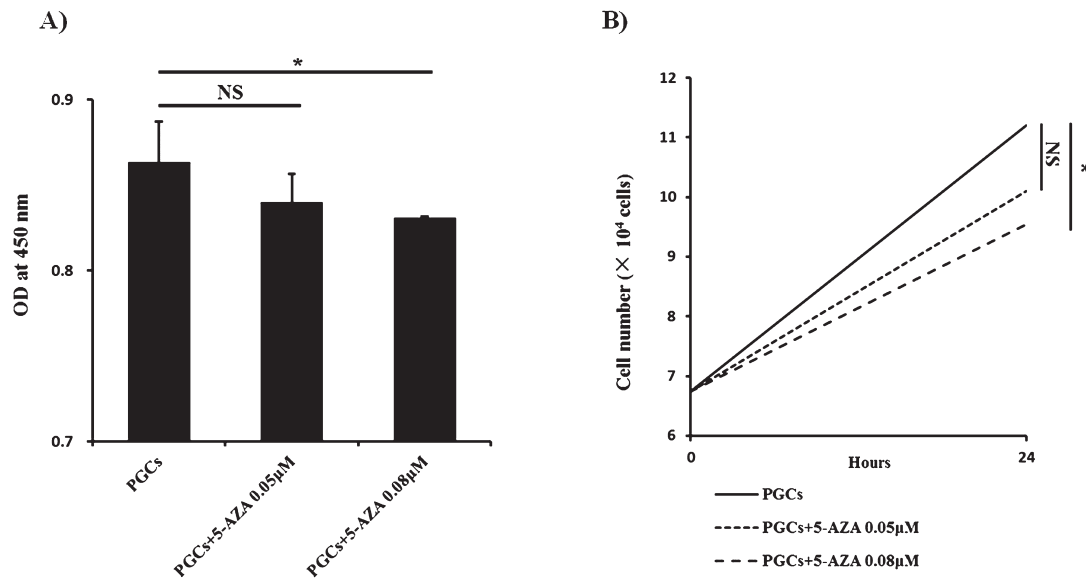 A)
*
NS
0.9
0.8
0.7
OD at 450 nm
PGCs
PGCs+5-AZA 0.05μM
PGCs+5-AZA 0.08μM
B)
12
11
10
9
8
7
6
Cell number (× 10⁴ cells)
NS
*
0
Hours
24
PGCs
PGCs+5-AZA 0.05μM
PGCs+5-AZA 0.08μM